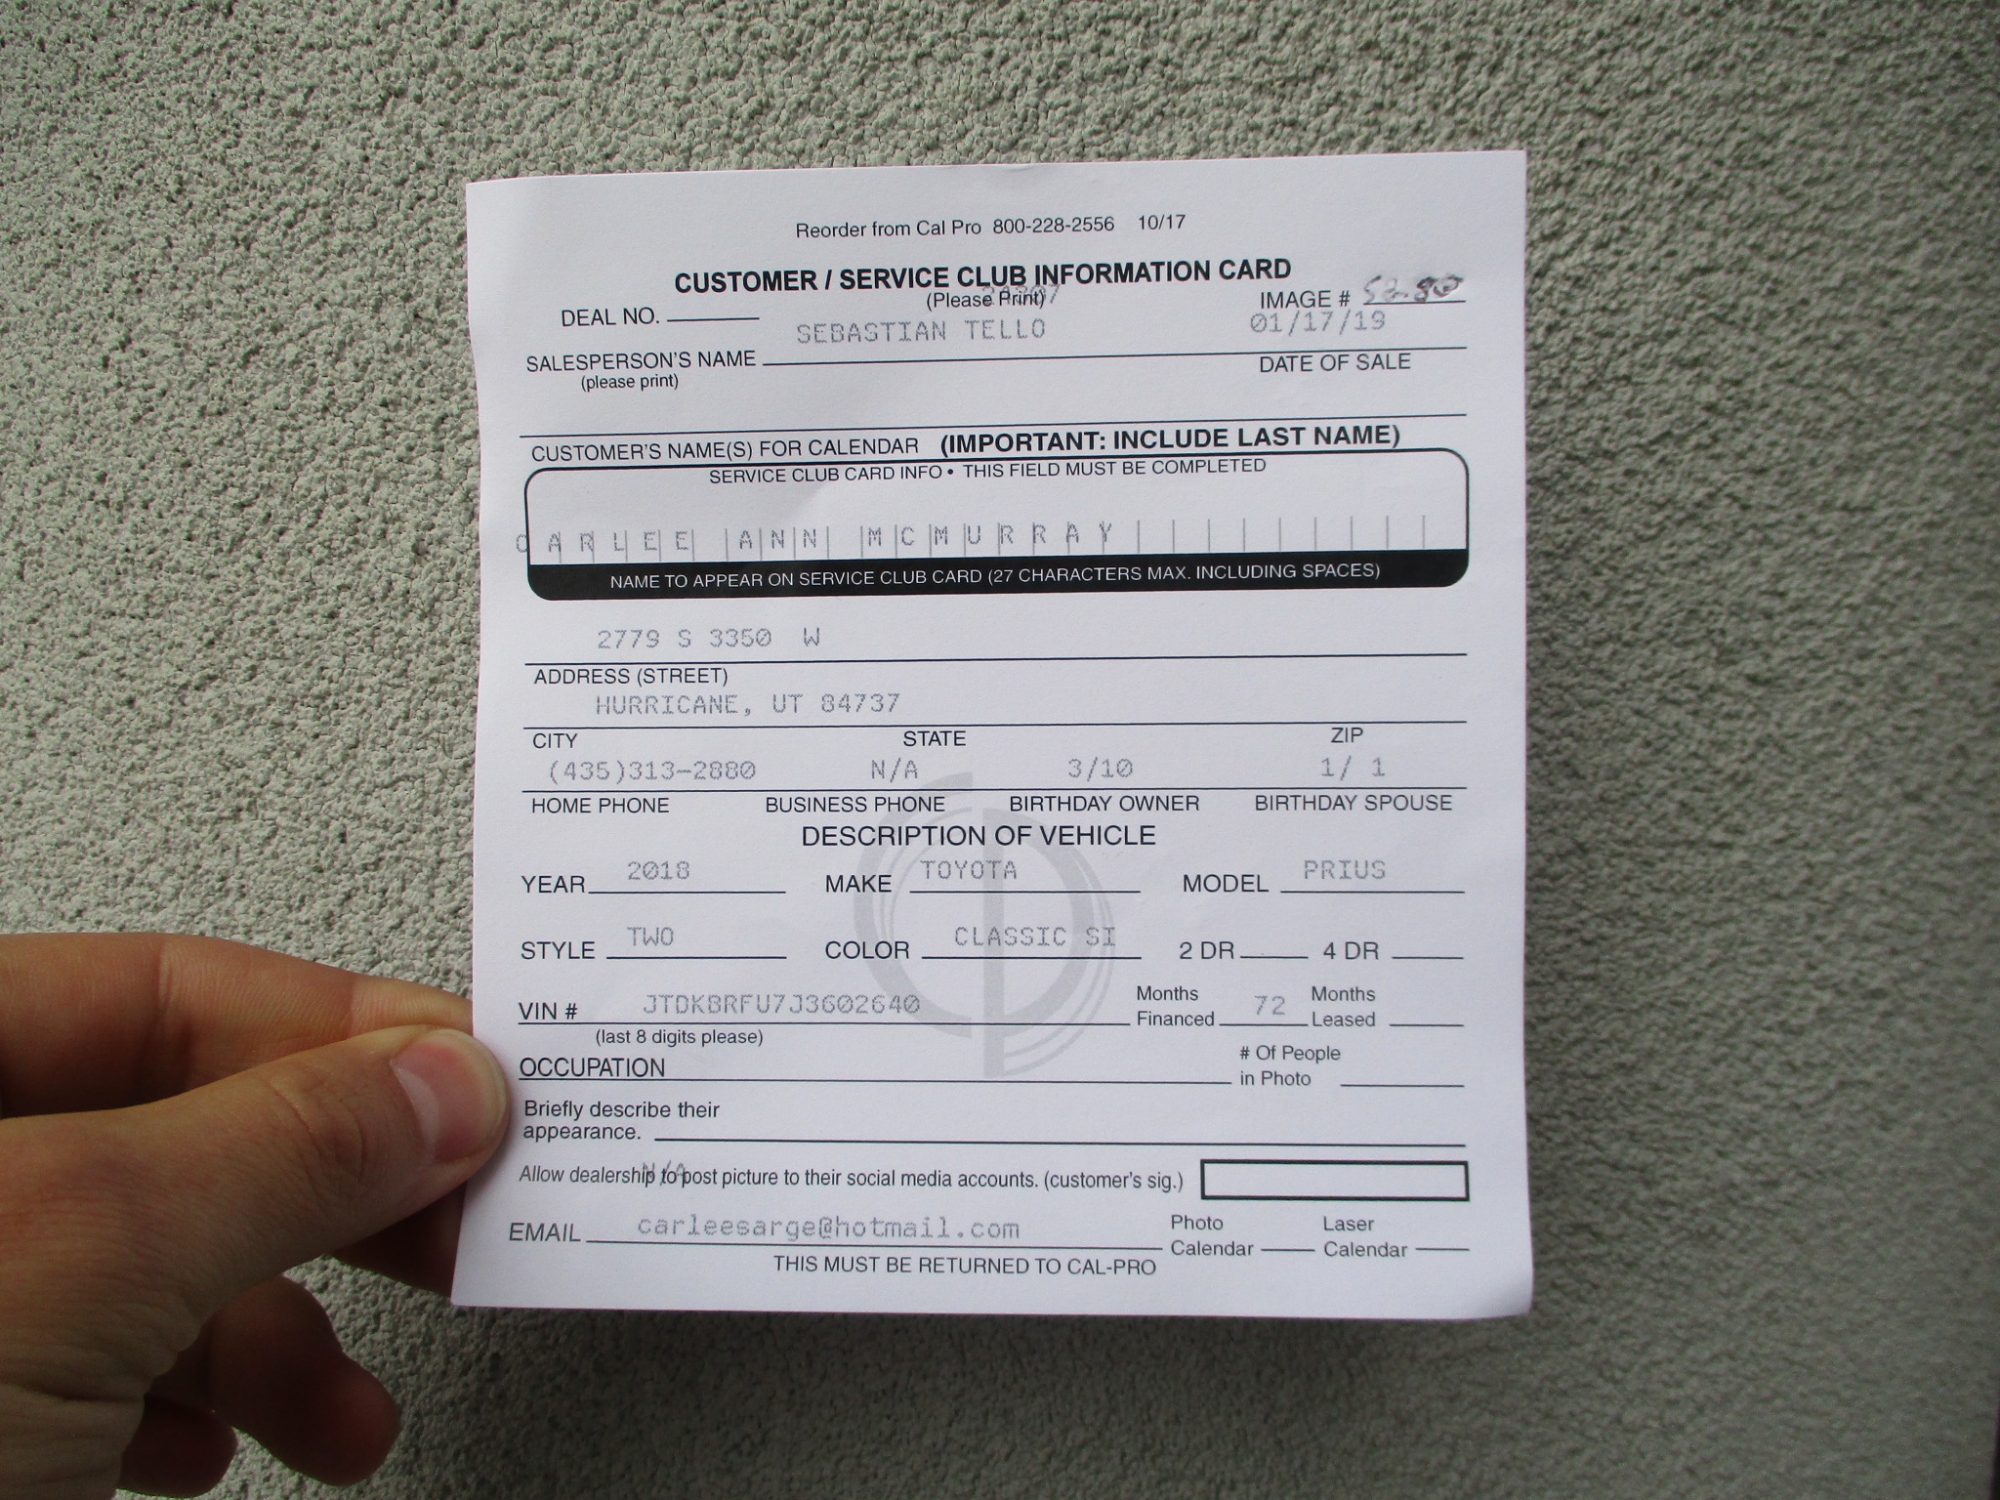 Reorder from Cal Pro 800-228-2556 10/17
CUSTOMER / SERVICE CLUB INFORMATION CARD
(Please Print)
DEAL NO. IMAGE #
SEBASTIAN TELLO 01/17/19
SALESPERSON'S NAME DATE OF SALE
(please print)
CUSTOMER'S NAME(S) FOR CALENDAR (IMPORTANT: INCLUDE LAST NAME)
SERVICE CLUB CARD INFO • THIS FIELD MUST BE COMPLETED
CARLEE ANN MCMURRAY
NAME TO APPEAR ON SERVICE CLUB CARD (27 CHARACTERS MAX. INCLUDING SPACES)
2779 S 3350 W
ADDRESS (STREET)
HURRICANE, UT 84737
CITY STATE ZIP
(435)313-2880 N/A 3/10 1/ 1
HOME PHONE BUSINESS PHONE BIRTHDAY OWNER BIRTHDAY SPOUSE
DESCRIPTION OF VEHICLE
YEAR 2018 MAKE TOYOTA MODEL PRIUS
STYLE TWO COLOR CLASSIC SI 2 DR 4 DR
VIN # JTDKBRFU7J3602640 Months Financed 72 Months Leased
(last 8 digits please)
OCCUPATION # Of People in Photo
Briefly describe their
appearance.
N/A
Allow dealership to post picture to their social media accounts. (customer's sig.)
EMAIL carleesarge@hotmail.com Photo Calendar Laser Calendar
THIS MUST BE RETURNED TO CAL-PRO